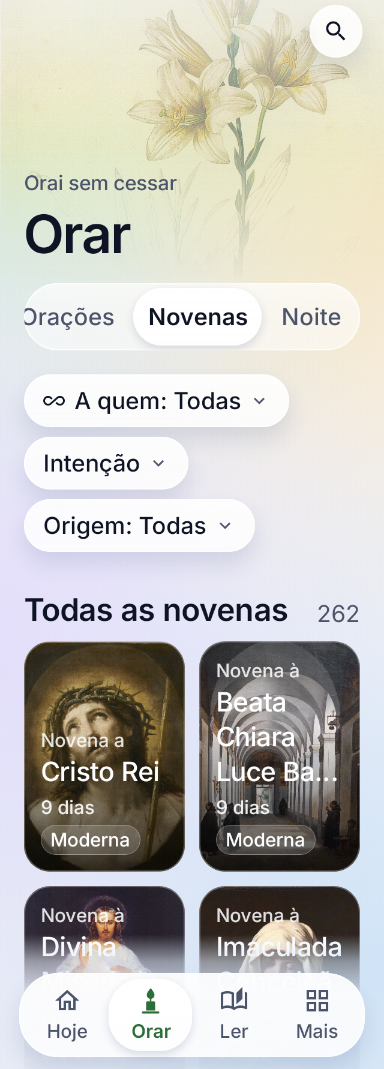 Orai sem cessar
Orar
Orações
Novenas
Noite
A quem: Todas
Intenção
Origem: Todas
Todas as novenas
262
Novena a
Cristo Rei
9 dias
Moderna
Novena à
Beata
Chiara
Luce Ba...
9 dias
Moderna
Novena à
Divina
Novena à
Imaculada
Hoje
Orar
Ler
Mais